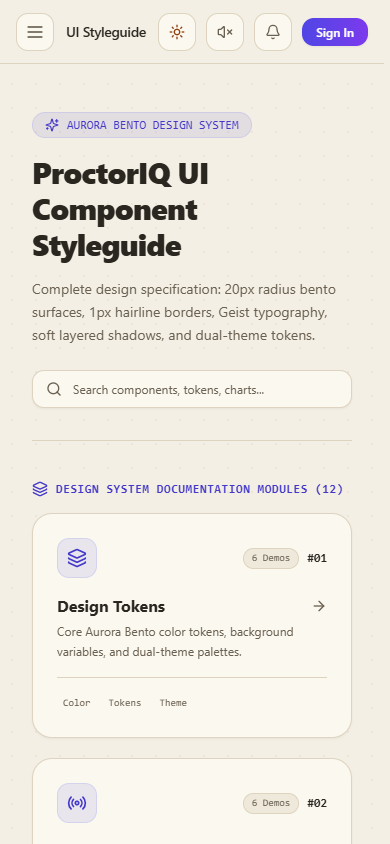 UI Styleguide
Sign In
AURORA BENTO DESIGN SYSTEM
ProctorIQ UI
Component
Styleguide
Complete design specification: 20px radius bento
surfaces, 1px hairline borders, Geist typography,
soft layered shadows, and dual-theme tokens.
Search components, tokens, charts...
DESIGN SYSTEM DOCUMENTATION MODULES (12)
6 Demos #01
Design Tokens
Core Aurora Bento color tokens, background
variables, and dual-theme palettes.
Color Tokens Theme
6 Demos #02